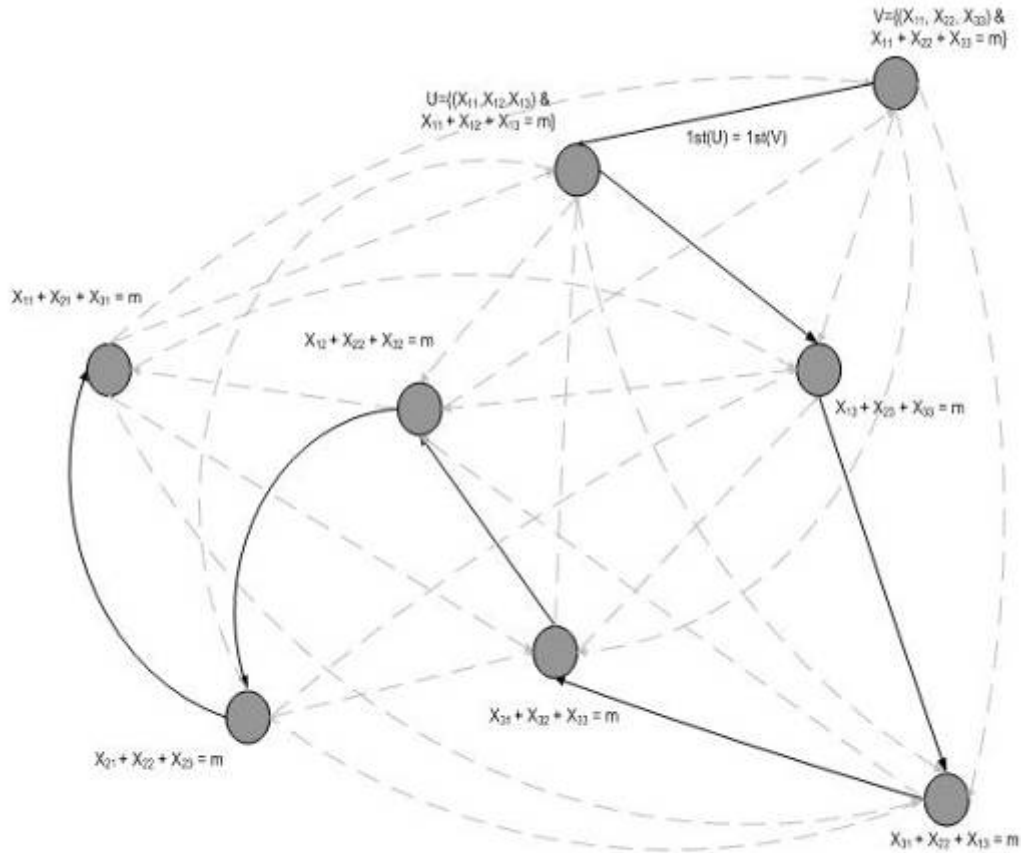 V={(X₁₁, X₂₂, X₃₃) &
X₁₁ + X₂₂ + X₃₃ = m}
U={(X₁₁,X₁₂,X₁₃) &
X₁₁ + X₁₂ + X₁₃ = m}
1st(U) = 1st(V)
X₁₁ + X₂₁ + X₃₁ = m
X₁₂ + X₂₂ + X₃₂ = m
X₁₃ + X₂₃ + X₃₃ = m
X₃₁ + X₃₂ + X₃₃ = m
X₂₁ + X₂₂ + X₂₃ = m
X₃₁ + X₂₂ + X₁₃ = m